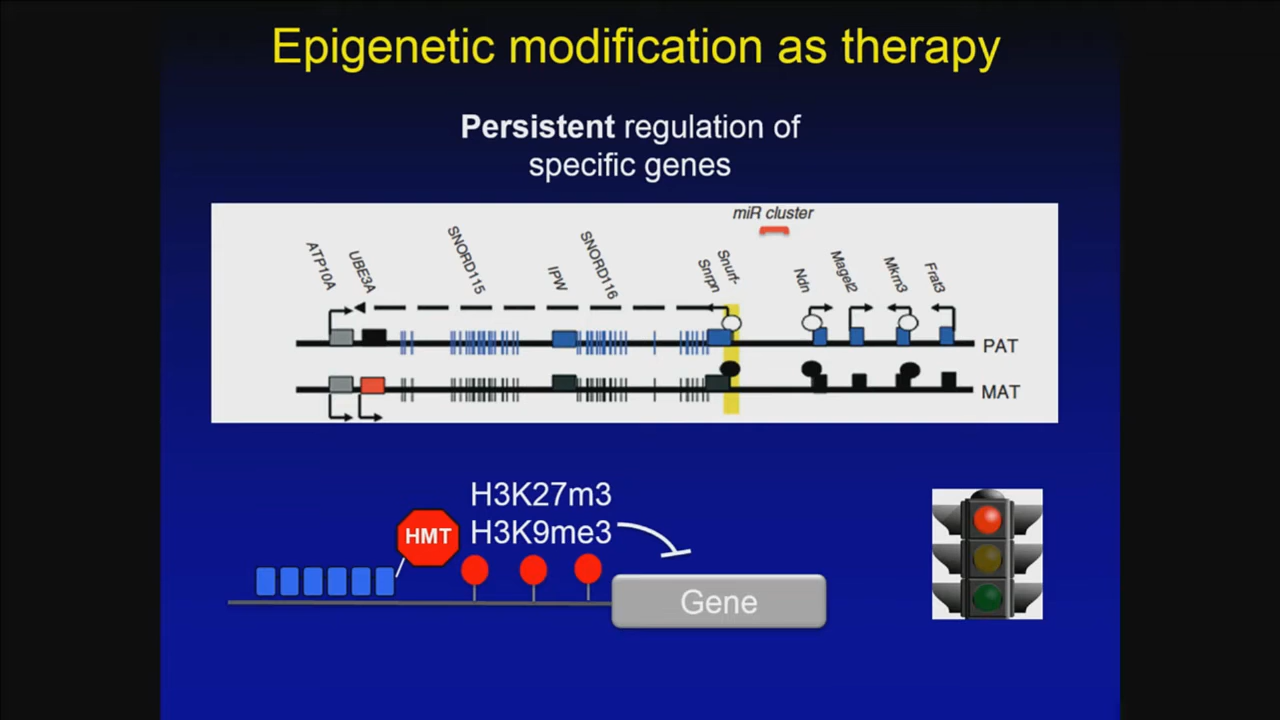 Epigenetic modification as therapy
Persistent regulation of
specific genes
miR cluster
ATP10A
UBE3A
SNORD115
IPW
SNORD116
Snurf-
Snrpn
Ndn
Magel2
Mkrn3
Frat3
PAT
MAT
H3K27m3
HMT
H3K9me3
Gene